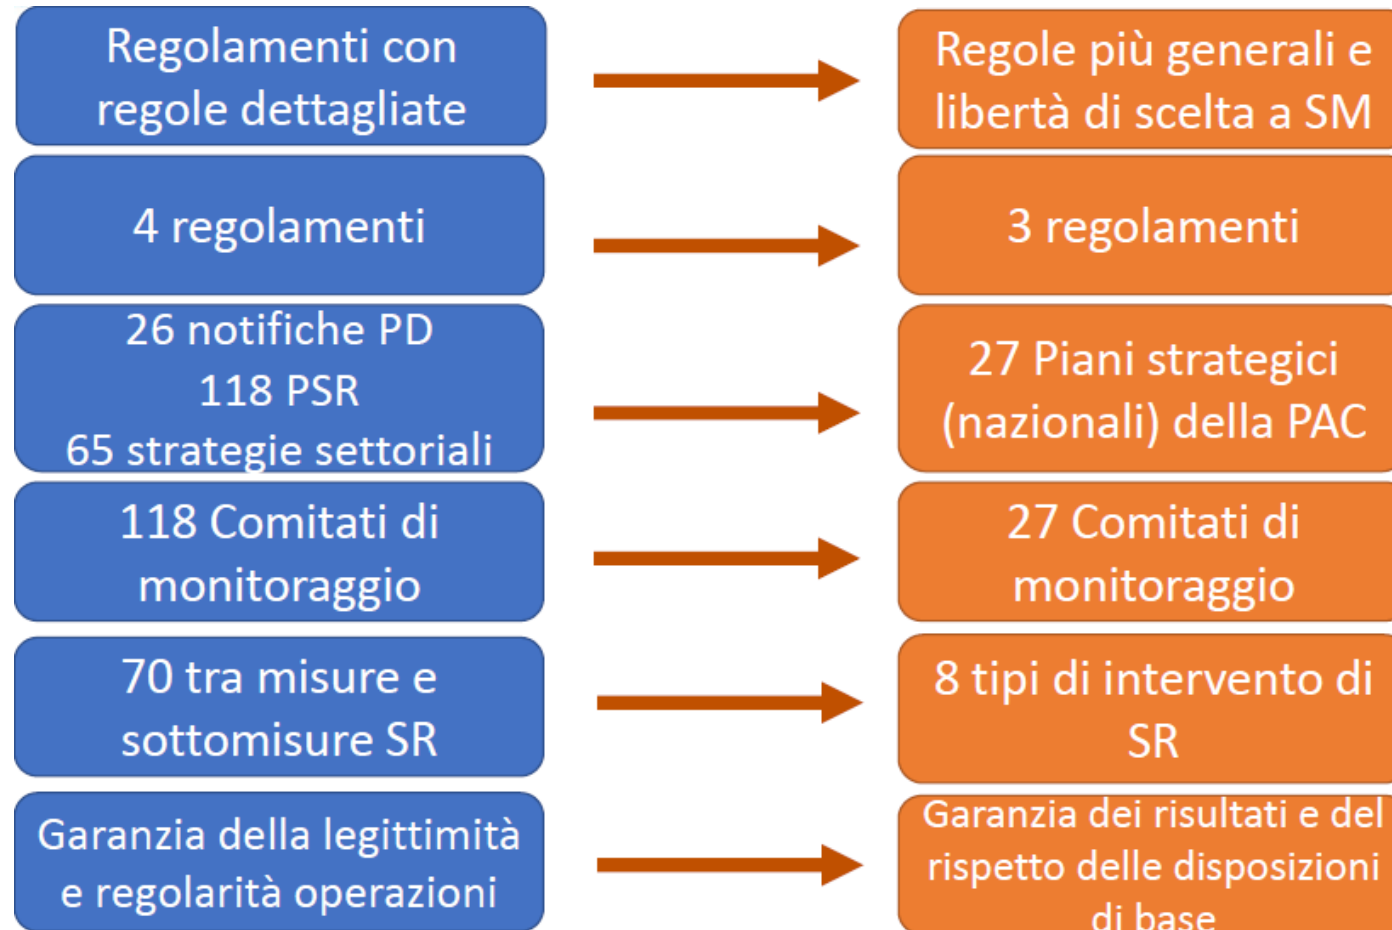 Regolamenti con
regole dettagliate
Regole più generali e
libertà di scelta a SM
4 regolamenti
3 regolamenti
26 notifiche PD
118 PSR
65 strategie settoriali
27 Piani strategici
(nazionali) della PAC
118 Comitati di
monitoraggio
27 Comitati di
monitoraggio
70 tra misure e
sottomisure SR
8 tipi di intervento di
SR
Garanzia della legittimità
e regolarità operazioni
Garanzia dei risultati e del
rispetto delle disposizioni
di base